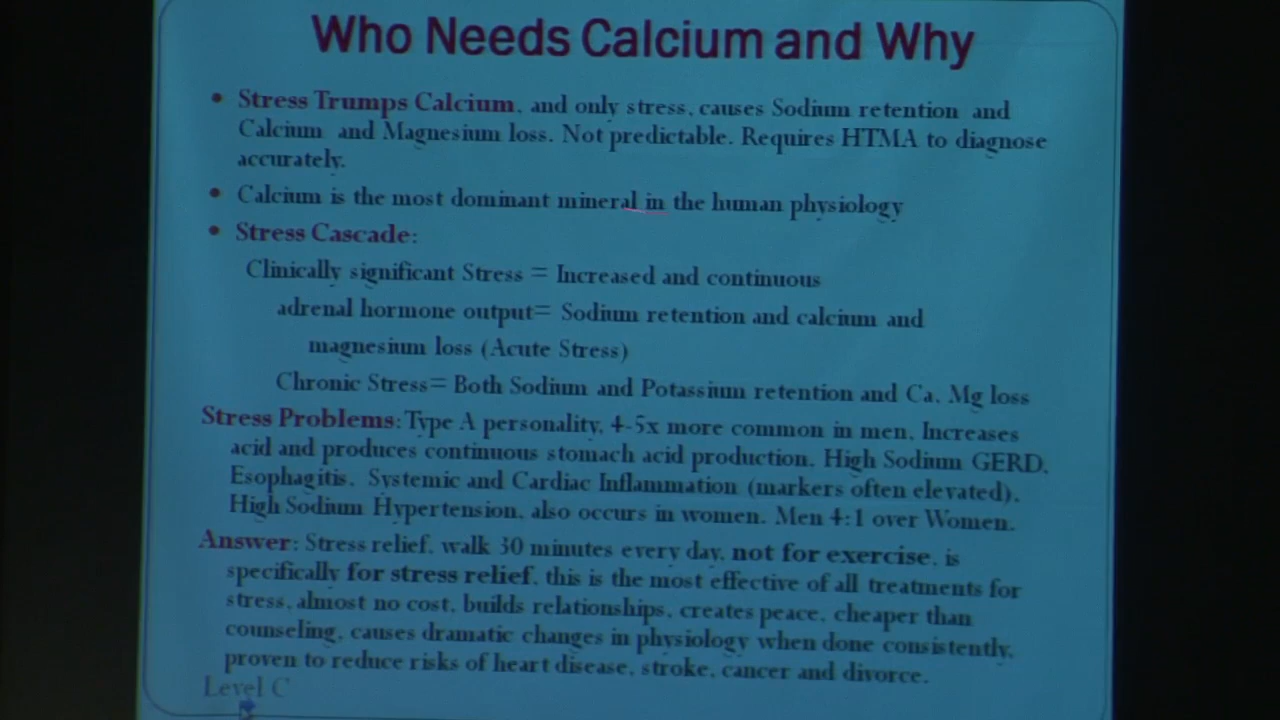 Who Needs Calcium and Why
• Stress Trumps Calcium, and only stress, causes Sodium retention and
Calcium and Magnesium loss. Not predictable. Requires HTMA to diagnose
accurately.
• Calcium is the most dominant mineral in the human physiology
• Stress Cascade:
Clinically significant Stress = Increased and continuous
adrenal hormone output= Sodium retention and calcium and
magnesium loss (Acute Stress)
Chronic Stress= Both Sodium and Potassium retention and Ca, Mg loss
Stress Problems: Type A personality, 4-5x more common in men, Increases
acid and produces continuous stomach acid production, High Sodium GERD,
Esophagitis, Systemic and Cardiac Inflammation (markers often elevated),
High Sodium Hypertension, also occurs in women. Men 4:1 over Women.
Answer: Stress relief, walk 30 minutes every day, not for exercise, is
specifically for stress relief, this is the most effective of all treatments for
stress, almost no cost, builds relationships, creates peace, cheaper than
counseling, causes dramatic changes in physiology when done consistently,
proven to reduce risks of heart disease, stroke, cancer and divorce.
Level C